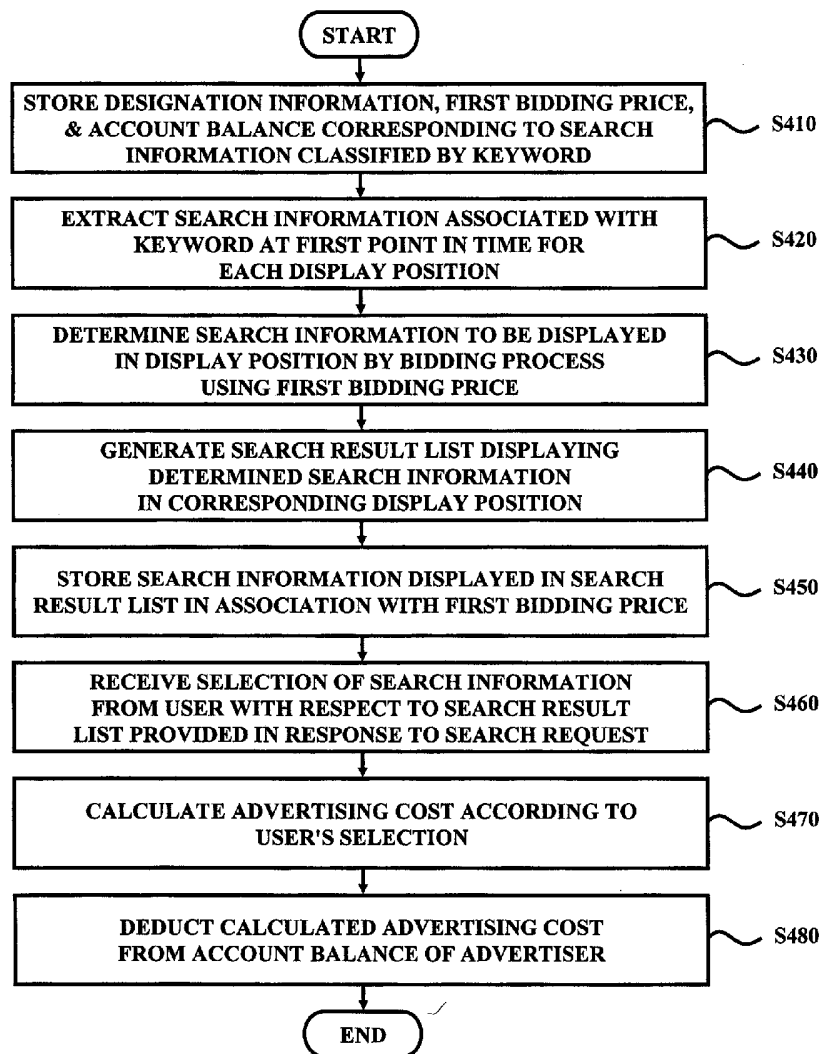 START
STORE DESIGNATION INFORMATION, FIRST BIDDING PRICE,
& ACCOUNT BALANCE CORRESPONDING TO SEARCH
INFORMATION CLASSIFIED BY KEYWORD
S410
EXTRACT SEARCH INFORMATION ASSOCIATED WITH
KEYWORD AT FIRST POINT IN TIME FOR
EACH DISPLAY POSITION
S420
DETERMINE SEARCH INFORMATION TO BE DISPLAYED
IN DISPLAY POSITION BY BIDDING PROCESS
USING FIRST BIDDING PRICE
S430
GENERATE SEARCH RESULT LIST DISPLAYING
DETERMINED SEARCH INFORMATION
IN CORRESPONDING DISPLAY POSITION
S440
STORE SEARCH INFORMATION DISPLAYED IN SEARCH
RESULT LIST IN ASSOCIATION WITH FIRST BIDDING PRICE
S450
RECEIVE SELECTION OF SEARCH INFORMATION
FROM USER WITH RESPECT TO SEARCH RESULT
LIST PROVIDED IN RESPONSE TO SEARCH REQUEST
S460
CALCULATE ADVERTISING COST ACCORDING TO
USER'S SELECTION
S470
DEDUCT CALCULATED ADVERTISING COST
FROM ACCOUNT BALANCE OF ADVERTISER
S480
END